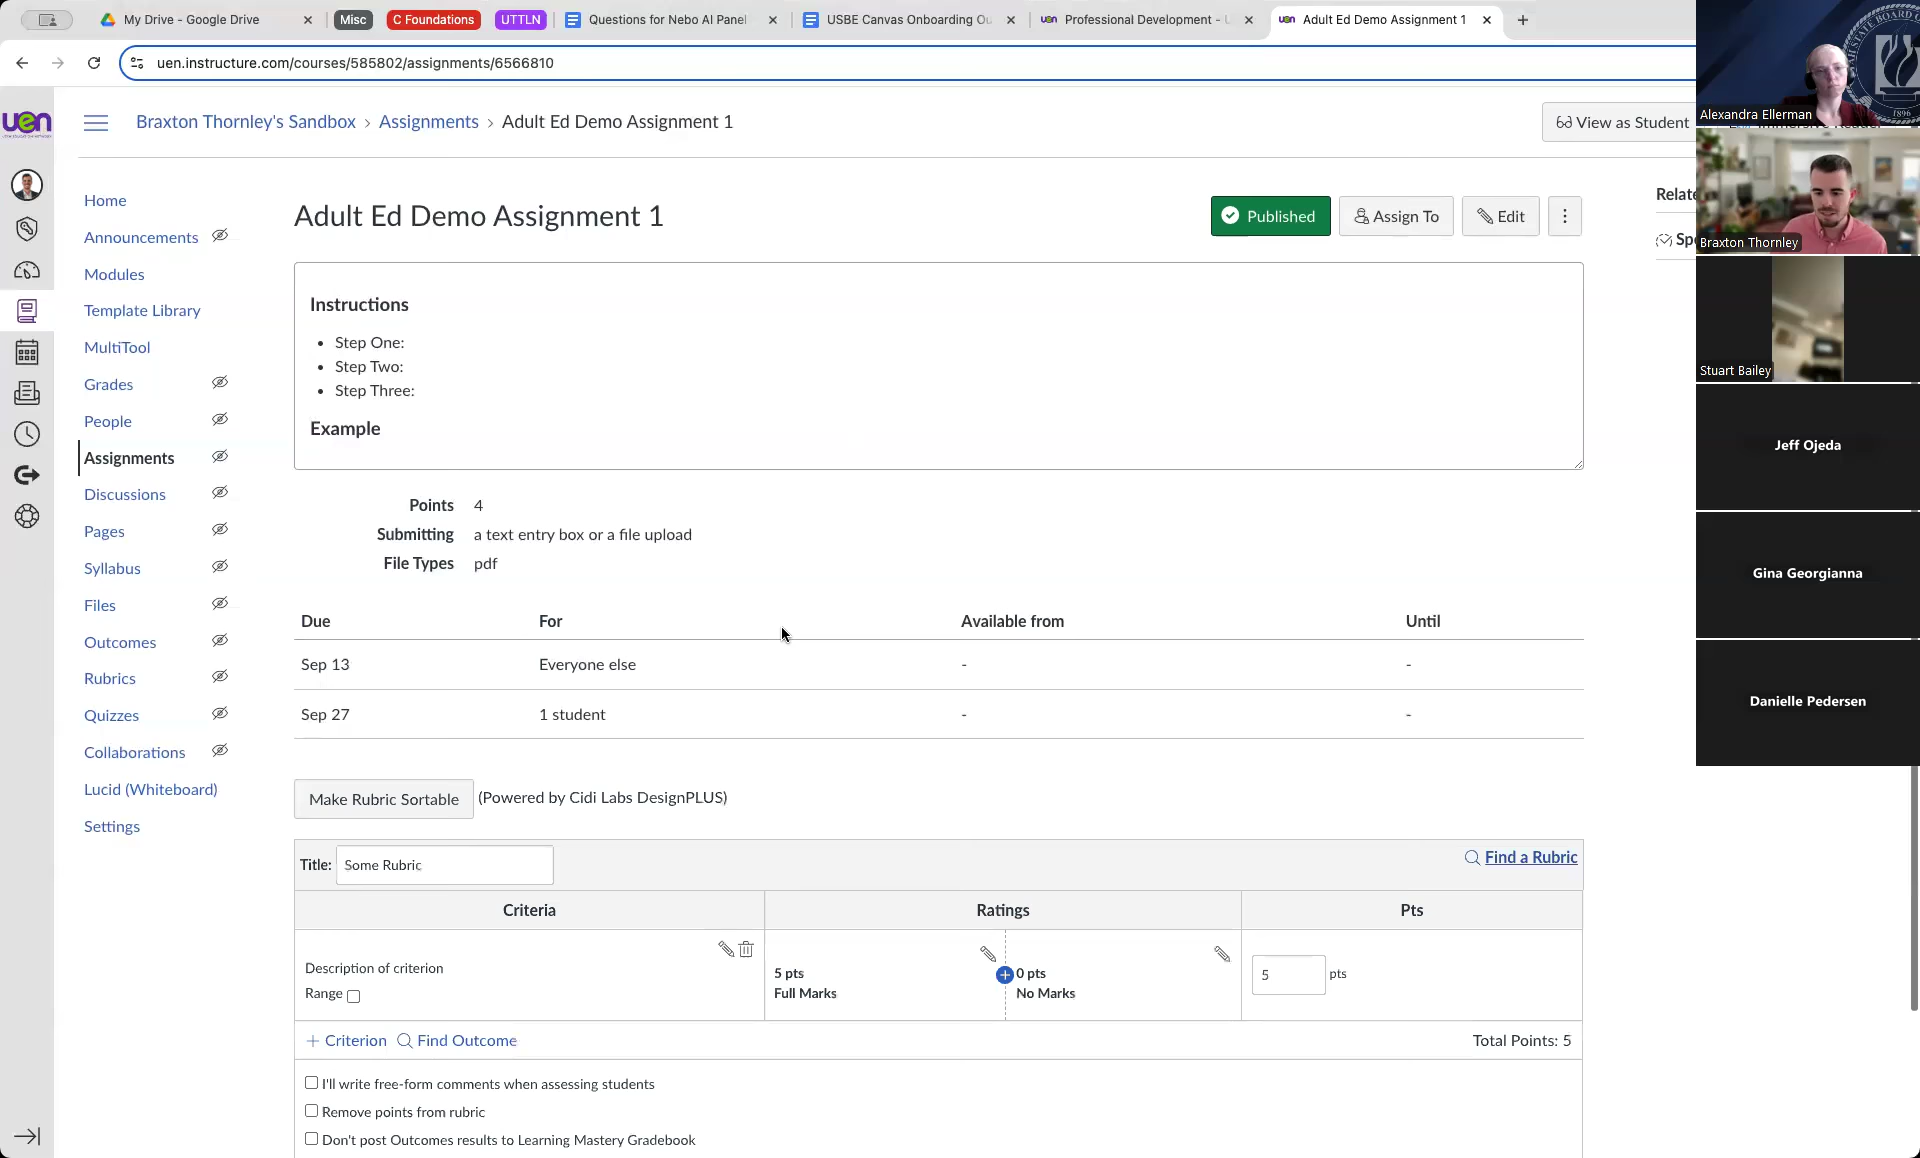 My Drive - Google Drive
Misc
C Foundations
UTTLN
Questions for Nebo AI Panel
USBE Canvas Onboarding Ou
Professional Development - U
Adult Ed Demo Assignment 1
uen.instructure.com/courses/585802/assignments/6566810
uen
Braxton Thornley's Sandbox › Assignments › Adult Ed Demo Assignment 1
View as Student
Home
Announcements
Modules
Template Library
MultiTool
Grades
People
Assignments
Discussions
Pages
Syllabus
Files
Outcomes
Rubrics
Quizzes
Collaborations
Lucid (Whiteboard)
Settings
Adult Ed Demo Assignment 1
Published
Assign To
Edit
Instructions
• Step One:
• Step Two:
• Step Three:
Example
Points 4
Submitting a text entry box or a file upload
File Types pdf
Due For Available from Until
Sep 13 Everyone else - -
Sep 27 1 student - -
Make Rubric Sortable (Powered by Cidi Labs DesignPLUS)
Title: Some Rubric
Find a Rubric
Criteria Ratings Pts
Description of criterion
Range
5 pts
Full Marks
0 pts
No Marks
5 pts
+ Criterion
Find Outcome
Total Points: 5
I'll write free-form comments when assessing students
Remove points from rubric
Don't post Outcomes results to Learning Mastery Gradebook
Relate
Spe
1896
Alexandra Ellerman
Braxton Thornley
Stuart Bailey
Jeff Ojeda
Gina Georgianna
Danielle Pedersen